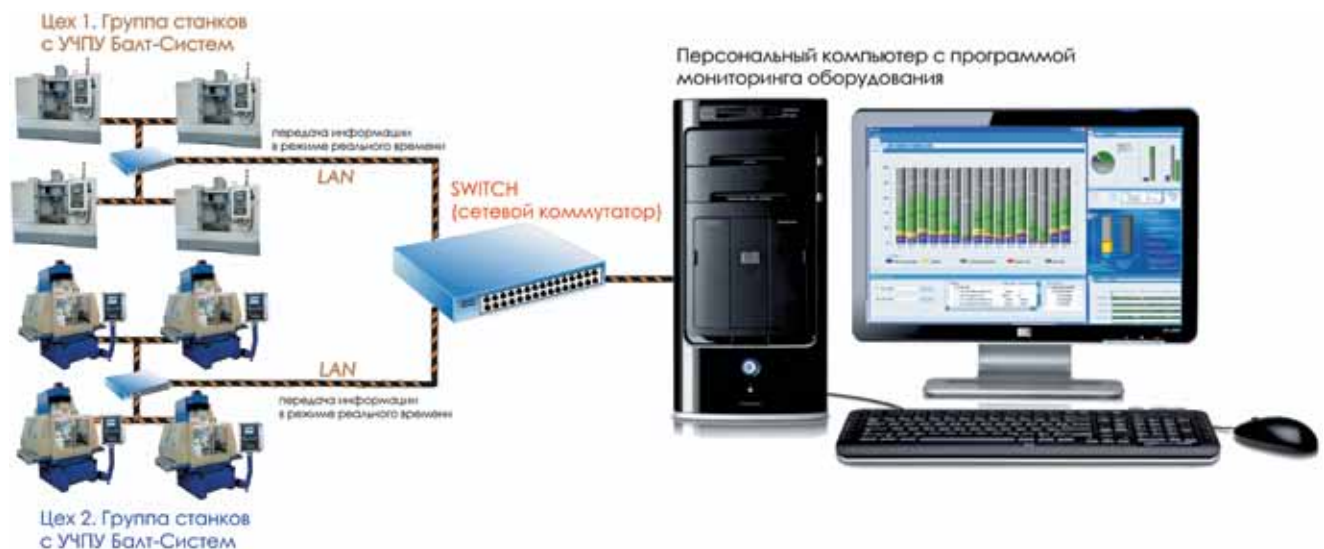 Цех 1. Группа станков
с УЧПУ Балт-Систем
передача информации
в режиме реального времени
LAN
SWITCH
(сетевой коммутатор)
Персональный компьютер с программой
мониторинга оборудования
LAN
передача информации
в режиме реального времени
Цех 2. Группа станков
с УЧПУ Балт-Систем